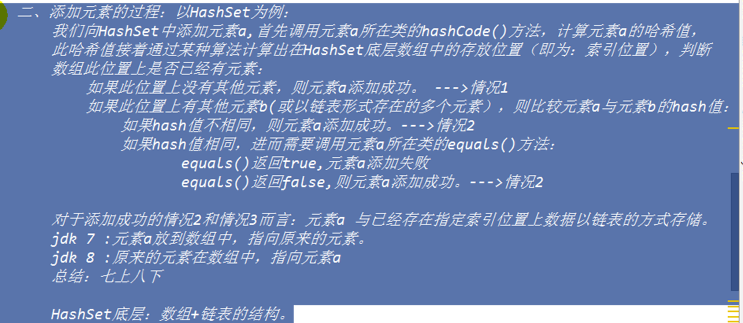 二、添加元素的过程：以HashSet为例：
我们向HashSet中添加元素a,首先调用元素a所在类的hashCode()方法，计算元素a的哈希值，
此哈希值接着通过某种算法计算出在HashSet底层数组中的存放位置（即为：索引位置），判断
数组此位置上是否已经有元素：
如果此位置上没有其他元素，则元素a添加成功。 --->情况1
如果此位置上有其他元素b(或以链表形式存在的多个元素），则比较元素a与元素b的hash值：
如果hash值不相同，则元素a添加成功。--->情况2
如果hash值相同，进而需要调用元素a所在类的equals()方法：
equals()返回true,元素a添加失败
equals()返回false,则元素a添加成功。--->情况2
对于添加成功的情况2和情况3而言：元素a 与已经存在指定索引位置上数据以链表的方式存储。
jdk 7 :元素a放到数组中，指向原来的元素。
jdk 8 :原来的元素在数组中，指向元素a
总结：七上八下
HashSet底层：数组+链表的结构。